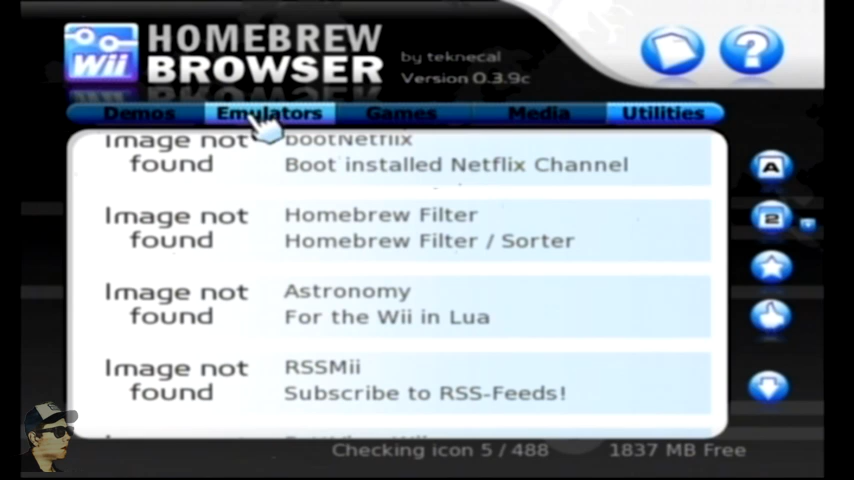 Wii
HOMEBREW
BROWSER
by teknecal
Version 0.3.9c
?
Demos
Emulators
Games
Media
Utilities
Image not
found
bootNetflix
Boot installed Netflix Channel
Image not
found
Homebrew Filter
Homebrew Filter / Sorter
Image not
found
Astronomy
For the Wii in Lua
Image not
found
RSSMii
Subscribe to RSS-Feeds!
A
2
Checking icon 5 / 488
1837 MB Free